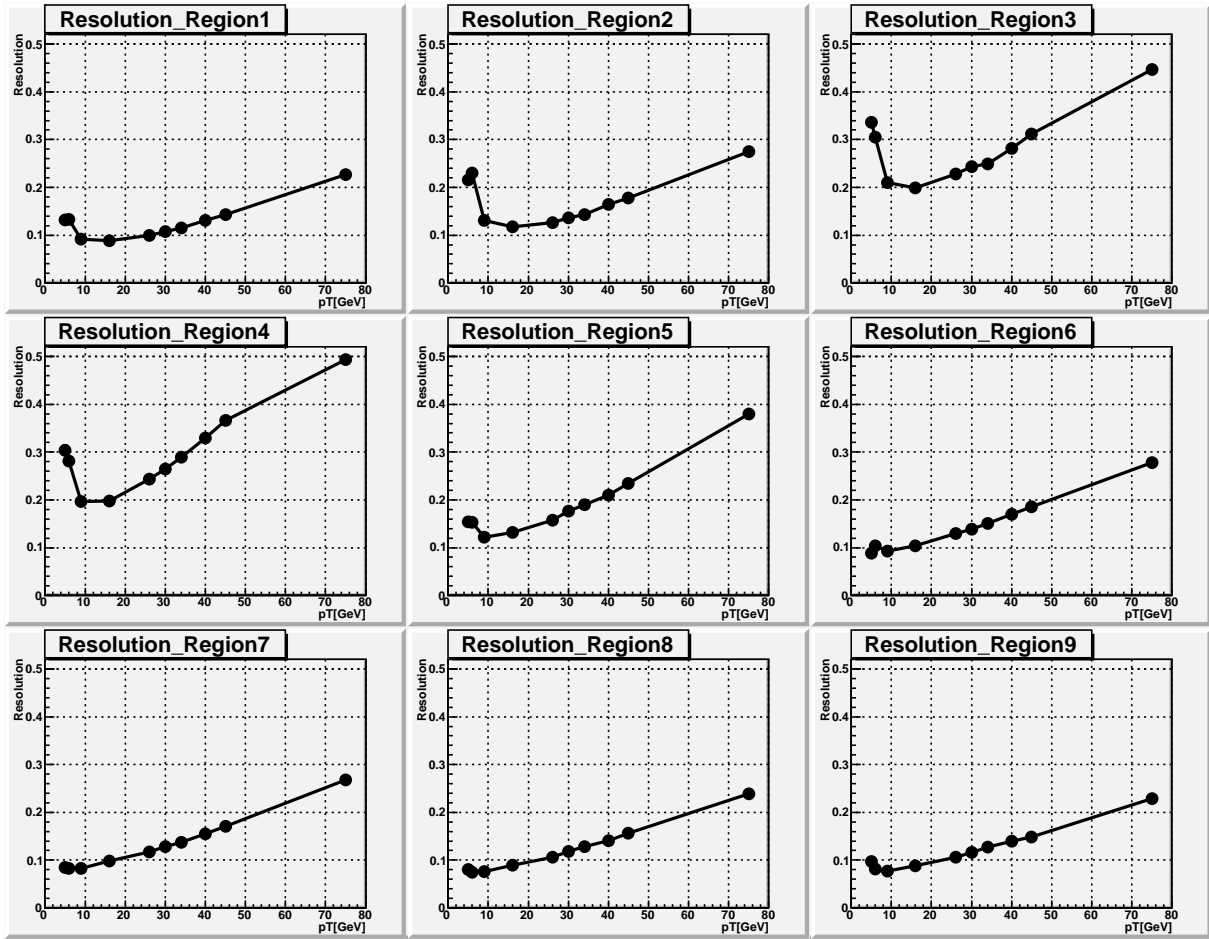 Resolution_Region1
Resolution
0.5
0.4
0.3
0.2
0.1
0
0 10 20 30 40 50 60 70 80
pT[GeV]
Resolution_Region2
Resolution
0.5
0.4
0.3
0.2
0.1
0
0 10 20 30 40 50 60 70 80
pT[GeV]
Resolution_Region3
Resolution
0.5
0.4
0.3
0.2
0.1
0
0 10 20 30 40 50 60 70 80
pT[GeV]
Resolution_Region4
Resolution
0.5
0.4
0.3
0.2
0.1
0
0 10 20 30 40 50 60 70 80
pT[GeV]
Resolution_Region5
Resolution
0.5
0.4
0.3
0.2
0.1
0
0 10 20 30 40 50 60 70 80
pT[GeV]
Resolution_Region6
Resolution
0.5
0.4
0.3
0.2
0.1
0
0 10 20 30 40 50 60 70 80
pT[GeV]
Resolution_Region7
Resolution
0.5
0.4
0.3
0.2
0.1
0
0 10 20 30 40 50 60 70 80
pT[GeV]
Resolution_Region8
Resolution
0.5
0.4
0.3
0.2
0.1
0
0 10 20 30 40 50 60 70 80
pT[GeV]
Resolution_Region9
Resolution
0.5
0.4
0.3
0.2
0.1
0
0 10 20 30 40 50 60 70 80
pT[GeV]